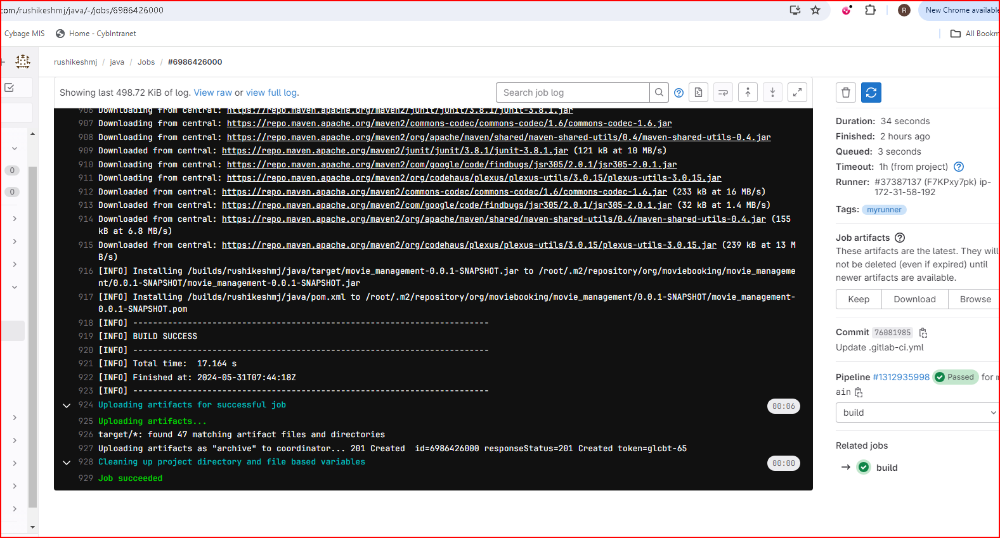 com/rushikeshmj/java/-/jobs/6986426000
R
New Chrome available
Cybage MIS
Home - CybIntranet
All Bookm
rushikeshmj / java / Jobs / #6986426000
Showing last 498.72 KiB of log. View raw or view full log.
Search job log
906 Downloading from central: https://repo.maven.apache.org/maven2/junit/junit/3.8.1/junit-3.8.1.jar
907 Downloading from central: https://repo.maven.apache.org/maven2/commons-codec/commons-codec/1.6/commons-codec-1.6.jar
908 Downloading from central: https://repo.maven.apache.org/maven2/org/apache/maven/shared/maven-shared-utils/0.4/maven-shared-utils-0.4.jar
909 Downloaded from central: https://repo.maven.apache.org/maven2/junit/junit/3.8.1/junit-3.8.1.jar (121 kB at 10 MB/s)
910 Downloading from central: https://repo.maven.apache.org/maven2/com/google/code/findbugs/jsr305/2.0.1/jsr305-2.0.1.jar
911 Downloading from central: https://repo.maven.apache.org/maven2/org/codehaus/plexus/plexus-utils/3.0.15/plexus-utils-3.0.15.jar
912 Downloaded from central: https://repo.maven.apache.org/maven2/commons-codec/commons-codec/1.6/commons-codec-1.6.jar (233 kB at 16 MB/s)
913 Downloaded from central: https://repo.maven.apache.org/maven2/com/google/code/findbugs/jsr305/2.0.1/jsr305-2.0.1.jar (32 kB at 1.4 MB/s)
914 Downloaded from central: https://repo.maven.apache.org/maven2/org/apache/maven/shared/maven-shared-utils/0.4/maven-shared-utils-0.4.jar (155
kB at 6.8 MB/s)
915 Downloaded from central: https://repo.maven.apache.org/maven2/org/codehaus/plexus/plexus-utils/3.0.15/plexus-utils-3.0.15.jar (239 kB at 13 M
B/s)
916 [INFO] Installing /builds/rushikeshmj/java/target/movie_management-0.0.1-SNAPSHOT.jar to /root/.m2/repository/org/moviebooking/movie_manageme
nt/0.0.1-SNAPSHOT/movie_management-0.0.1-SNAPSHOT.jar
917 [INFO] Installing /builds/rushikeshmj/java/pom.xml to /root/.m2/repository/org/moviebooking/movie_management/0.0.1-SNAPSHOT/movie_management-
0.0.1-SNAPSHOT.pom
918 [INFO] ------------------------------------------------------------------------
919 [INFO] BUILD SUCCESS
920 [INFO] ------------------------------------------------------------------------
921 [INFO] Total time:  17.164 s
922 [INFO] Finished at: 2024-05-31T07:44:18Z
923 [INFO] ------------------------------------------------------------------------
924 Uploading artifacts for successful job 00:06
925 Uploading artifacts...
926 target/*: found 47 matching artifact files and directories
927 Uploading artifacts as "archive" to coordinator... 201 Created  id=6986426000 responseStatus=201 Created token=glcbt-65
928 Cleaning up project directory and file based variables 00:00
929 Job succeeded
0
0
Duration: 34 seconds
Finished: 2 hours ago
Queued: 3 seconds
Timeout: 1h (from project)
Runner: #37387137 (F7KPxy7pk) ip-
172-31-58-192
Tags: myrunner
Job artifacts
These artifacts are the latest. They will
not be deleted (even if expired) until
newer artifacts are available.
Keep
Download
Browse
Commit 76081985
Update .gitlab-ci.yml
Pipeline #1312935998 Passed for m
ain
build
Related jobs
→ build